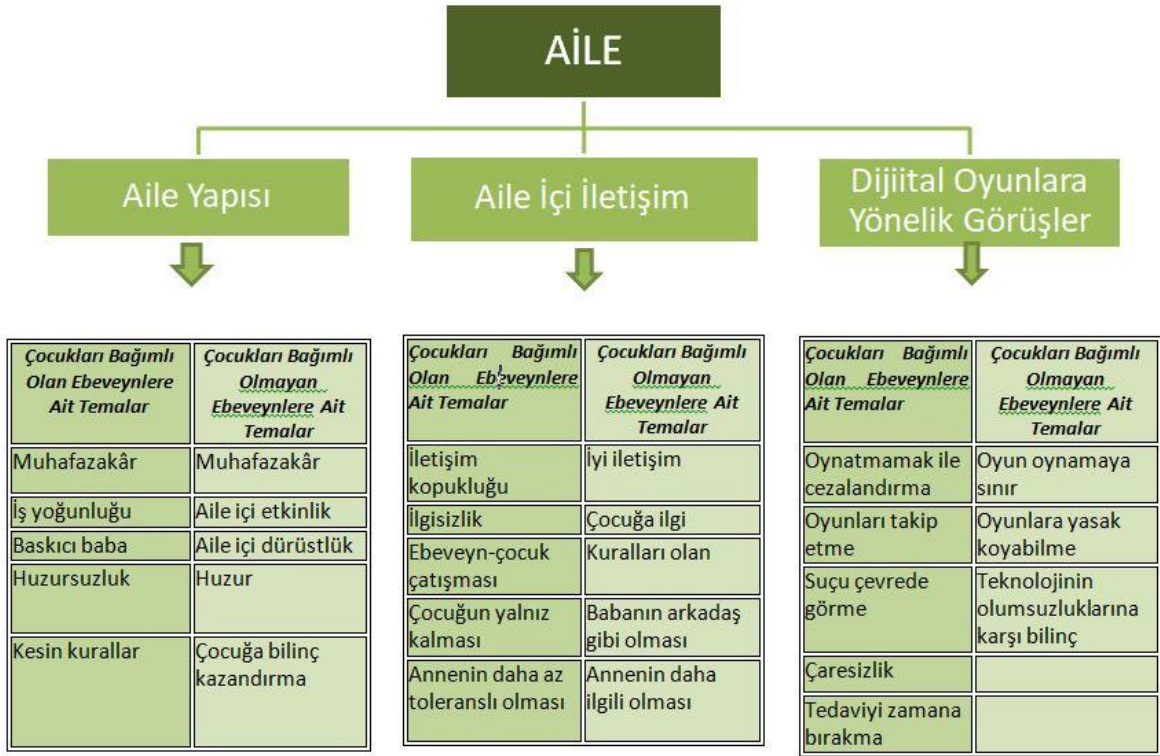 AİLE
Aile Yapısı
Aile İçi İletişim
Dijiital Oyunlara
Yönelik Görüşler
Çocukları Bağımlı
Olan Ebeveynlere
Ait Temalar
Çocukları Bağımlı
Olmayan
Ebeveynlere Ait
Temalar
Muhafazakâr
Muhafazakâr
İş yoğunluğu
Aile içi etkinlik
Baskıcı baba
Aile içi dürüstlük
Huzursuzluk
Huzur
Kesin kurallar
Çocuğa bilinç
kazandırma
Çocukları Bağımlı
Olan Ebeveynlere
Ait Temalar
Çocukları Bağımlı
Olmayan
Ebeveynlere Ait
Temalar
İletişim
kopukluğu
İyi iletişim
İlgisizlik
Çocuğa ilgi
Ebeveyn-çocuk
çatışması
Kuralları olan
Çocuğun yalnız
kalması
Babanın arkadaş
gibi olması
Annenin daha az
toleranslı olması
Annenin daha
ilgili olması
Çocukları Bağımlı
Olan Ebeveynlere
Ait Temalar
Çocukları Bağımlı
Olmayan
Ebeveynlere Ait
Temalar
Oynatmamak ile
cezalandırma
Oyun oynamaya
sınır
Oyunları takip
etme
Oyunlara yasak
koyabilme
Suçu çevrede
görme
Teknolojinin
olumsuzluklarına
karşı bilinç
Çaresizlik
Tedaviyi zamana
bırakma